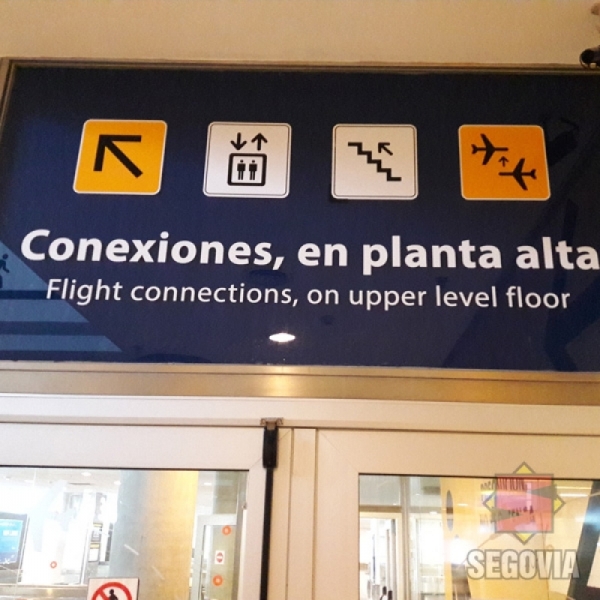 Conexiones, en planta alta
Flight connections, on upper level floor
SEGOVIA